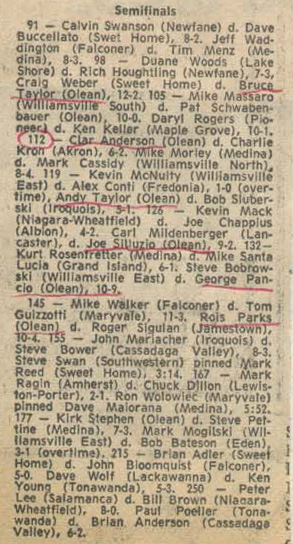 Semifinals
91 — Calvin Swanson (Newfane) d. Dave
Buccellato (Swet Home), 8-2. Jeff Wad-
dington (Falconer) d. Tim Menz (Me-
dina), 8-3. 98 — Duane Woods (Lake
Shore) d. Rich Houghtling (Newfane), 7-3,
Craig Weber (Sweet Home) d. Bruce
Taylor (Olean), 12-2. 105 — Mike Massaro
(Williamsville South) d. Pat Schwaben-
bauer (Olean), 10-0. Daryl Rogers (Pio-
neer) d. Ken Keller (Maple Grove), 10-1.
112 — Clar Anderson (Olean) d. Charlie
Kron (Akron), 6-2. Mike Morley (Medina)
d. Mark Cassidy (Williamsville North),
8-4. 119 — Kevin McNulty (Williamsville
East) d. Alex Conti (Fredonia), 1-0 (over-
time), Andy Taylor (Olean) d. Bob Sluber-
ski (Iroquois), 5-1. 126 — Kevin Mack
(Niagara-Wheatfield) d. Joe Chappius
(Albion), 4-2. Carl Mildenberger (Lan-
caster), d. Joe Silluzio (Olean), 9-2. 132—
Kurt Rosenfretter (Medina) d. Mike Santa
Lucia (Grand Island), 6-1. Steve Bobrow-
ski (Williamsville East) d. George Pan-
cio (Olean), 10-9.
145 — Mike Walker (Falconer) d. Tom
Guizzotti (Maryvale), 11-3. Rois Parks
(Olean) d. Roger Sigular (Jamestown),
10-4. 155 — John Mariacher (Iroquois) d.
Steve Bower (Cassadaga Valley), 8-3.
Steve Swan (Southwestern) pinned Mark
Reed (Sweet Home) 3:14. 167 — Mark
Ragin (Amherst) d. Chuck Dillon (Lewis-
ton-Porter), 2-1. Ron Wolowiec (Maryvale)
pinned Dave Maiorana (Medina), 5:52.
177 — Kirk Stephen (Olean) d. Steve Pet-
tine (Medina), 7-3. Mark Mogilski (Wil-
liamsville East) d. Bob Bateson (Eden)
3-1 (overtime). 215 — Brian Adler (Sweet
Home) d. John Bloomquist (Falconer),
5-0. Dave Wolf (Lackawanna) d. Ken
Young (Tonawanda), 5-3. 250 — Peter
Lee (Salamanca) d. Bill Brown (Niagara-
Wheatfield), 8-0. Paul Poeller (Tona-
wanda) d. Brian Anderson (Cassadaga
Valley), 6-2.